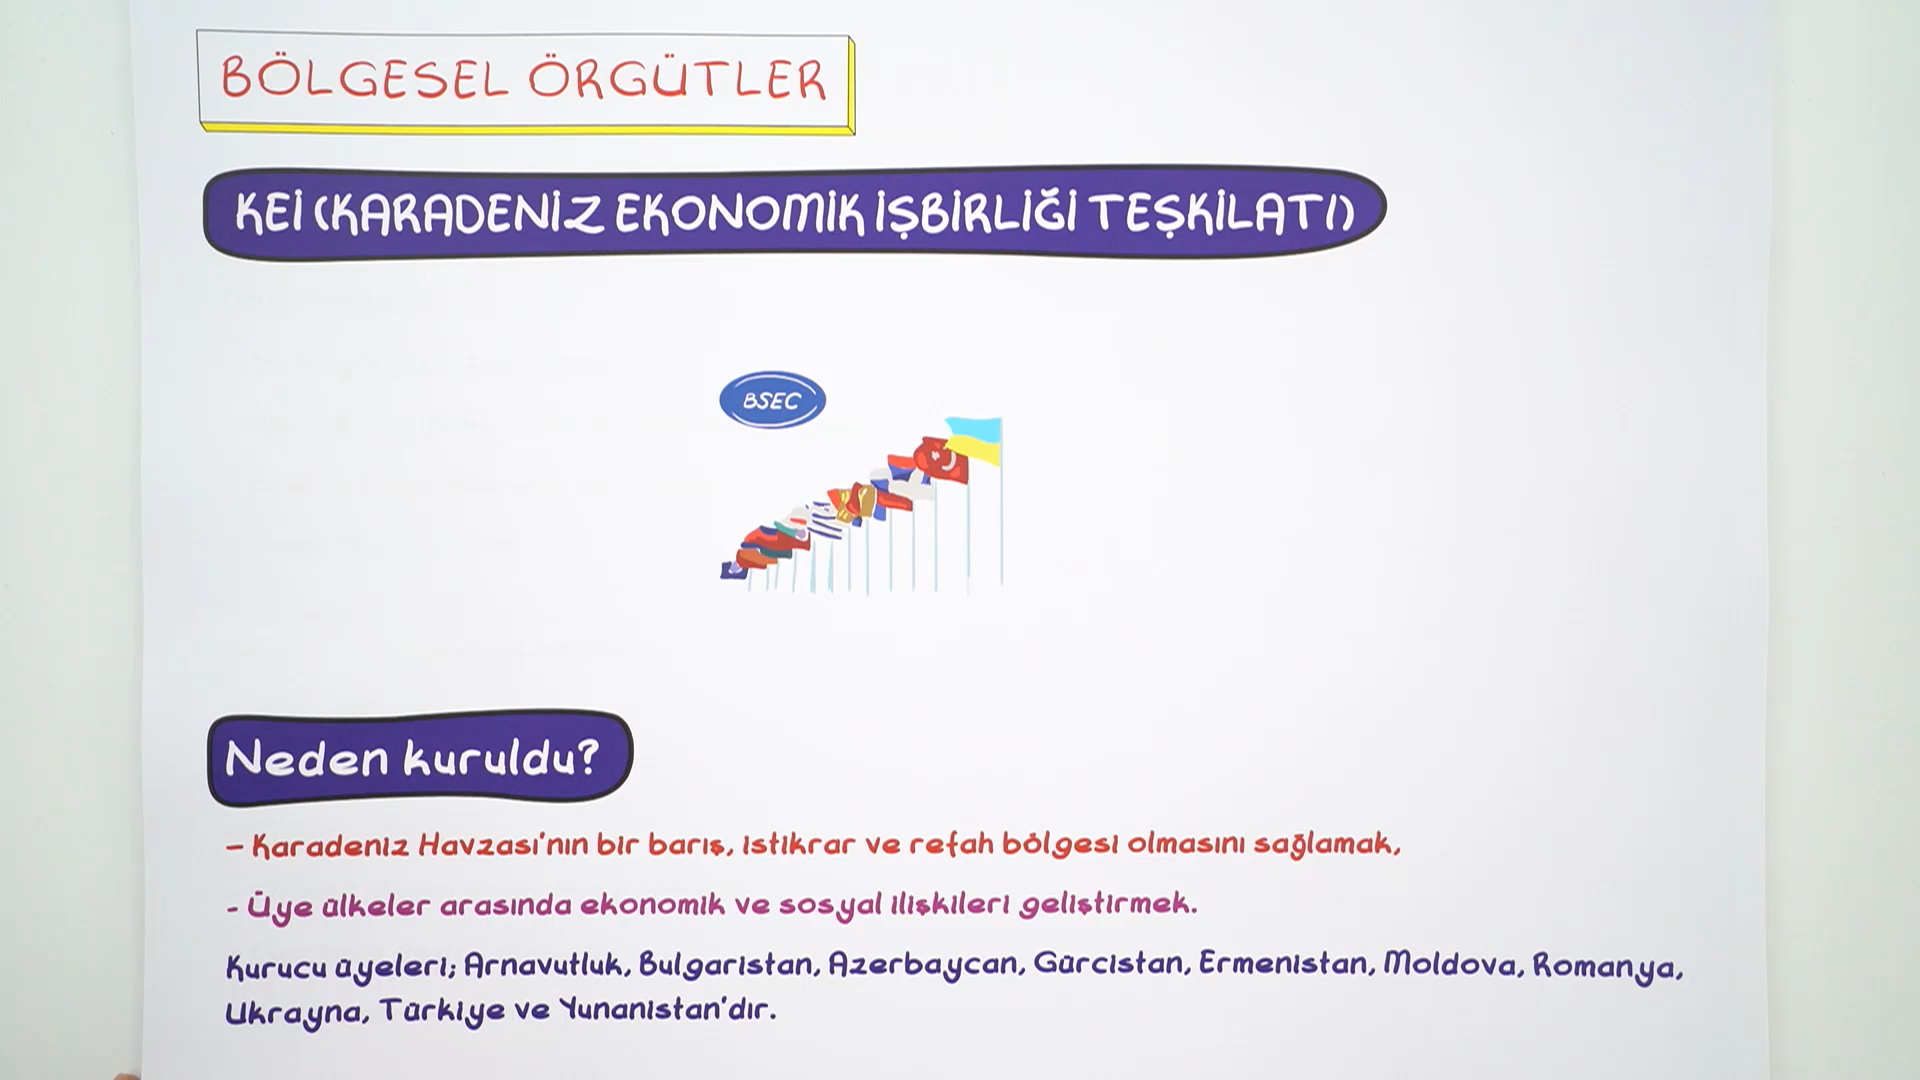 BÖLGESEL ÖRGÜTLER
KEİ (KARADENİZ EKONOMİK İŞBİRLİĞİ TEŞKİLATI)
BSEC
Neden kuruldu?
– Karadeniz Havzası'nın bir barış, istikrar ve refah bölgesi olmasını sağlamak,
- Üye ülkeler arasında ekonomik ve sosyal ilişkileri geliştirmek.
Kurucu üyeleri; Arnavutluk, Bulgaristan, Azerbaycan, Gürcistan, Ermenistan, Moldova, Romanya,
Ukrayna, Türkiye ve Yunanistan'dır.